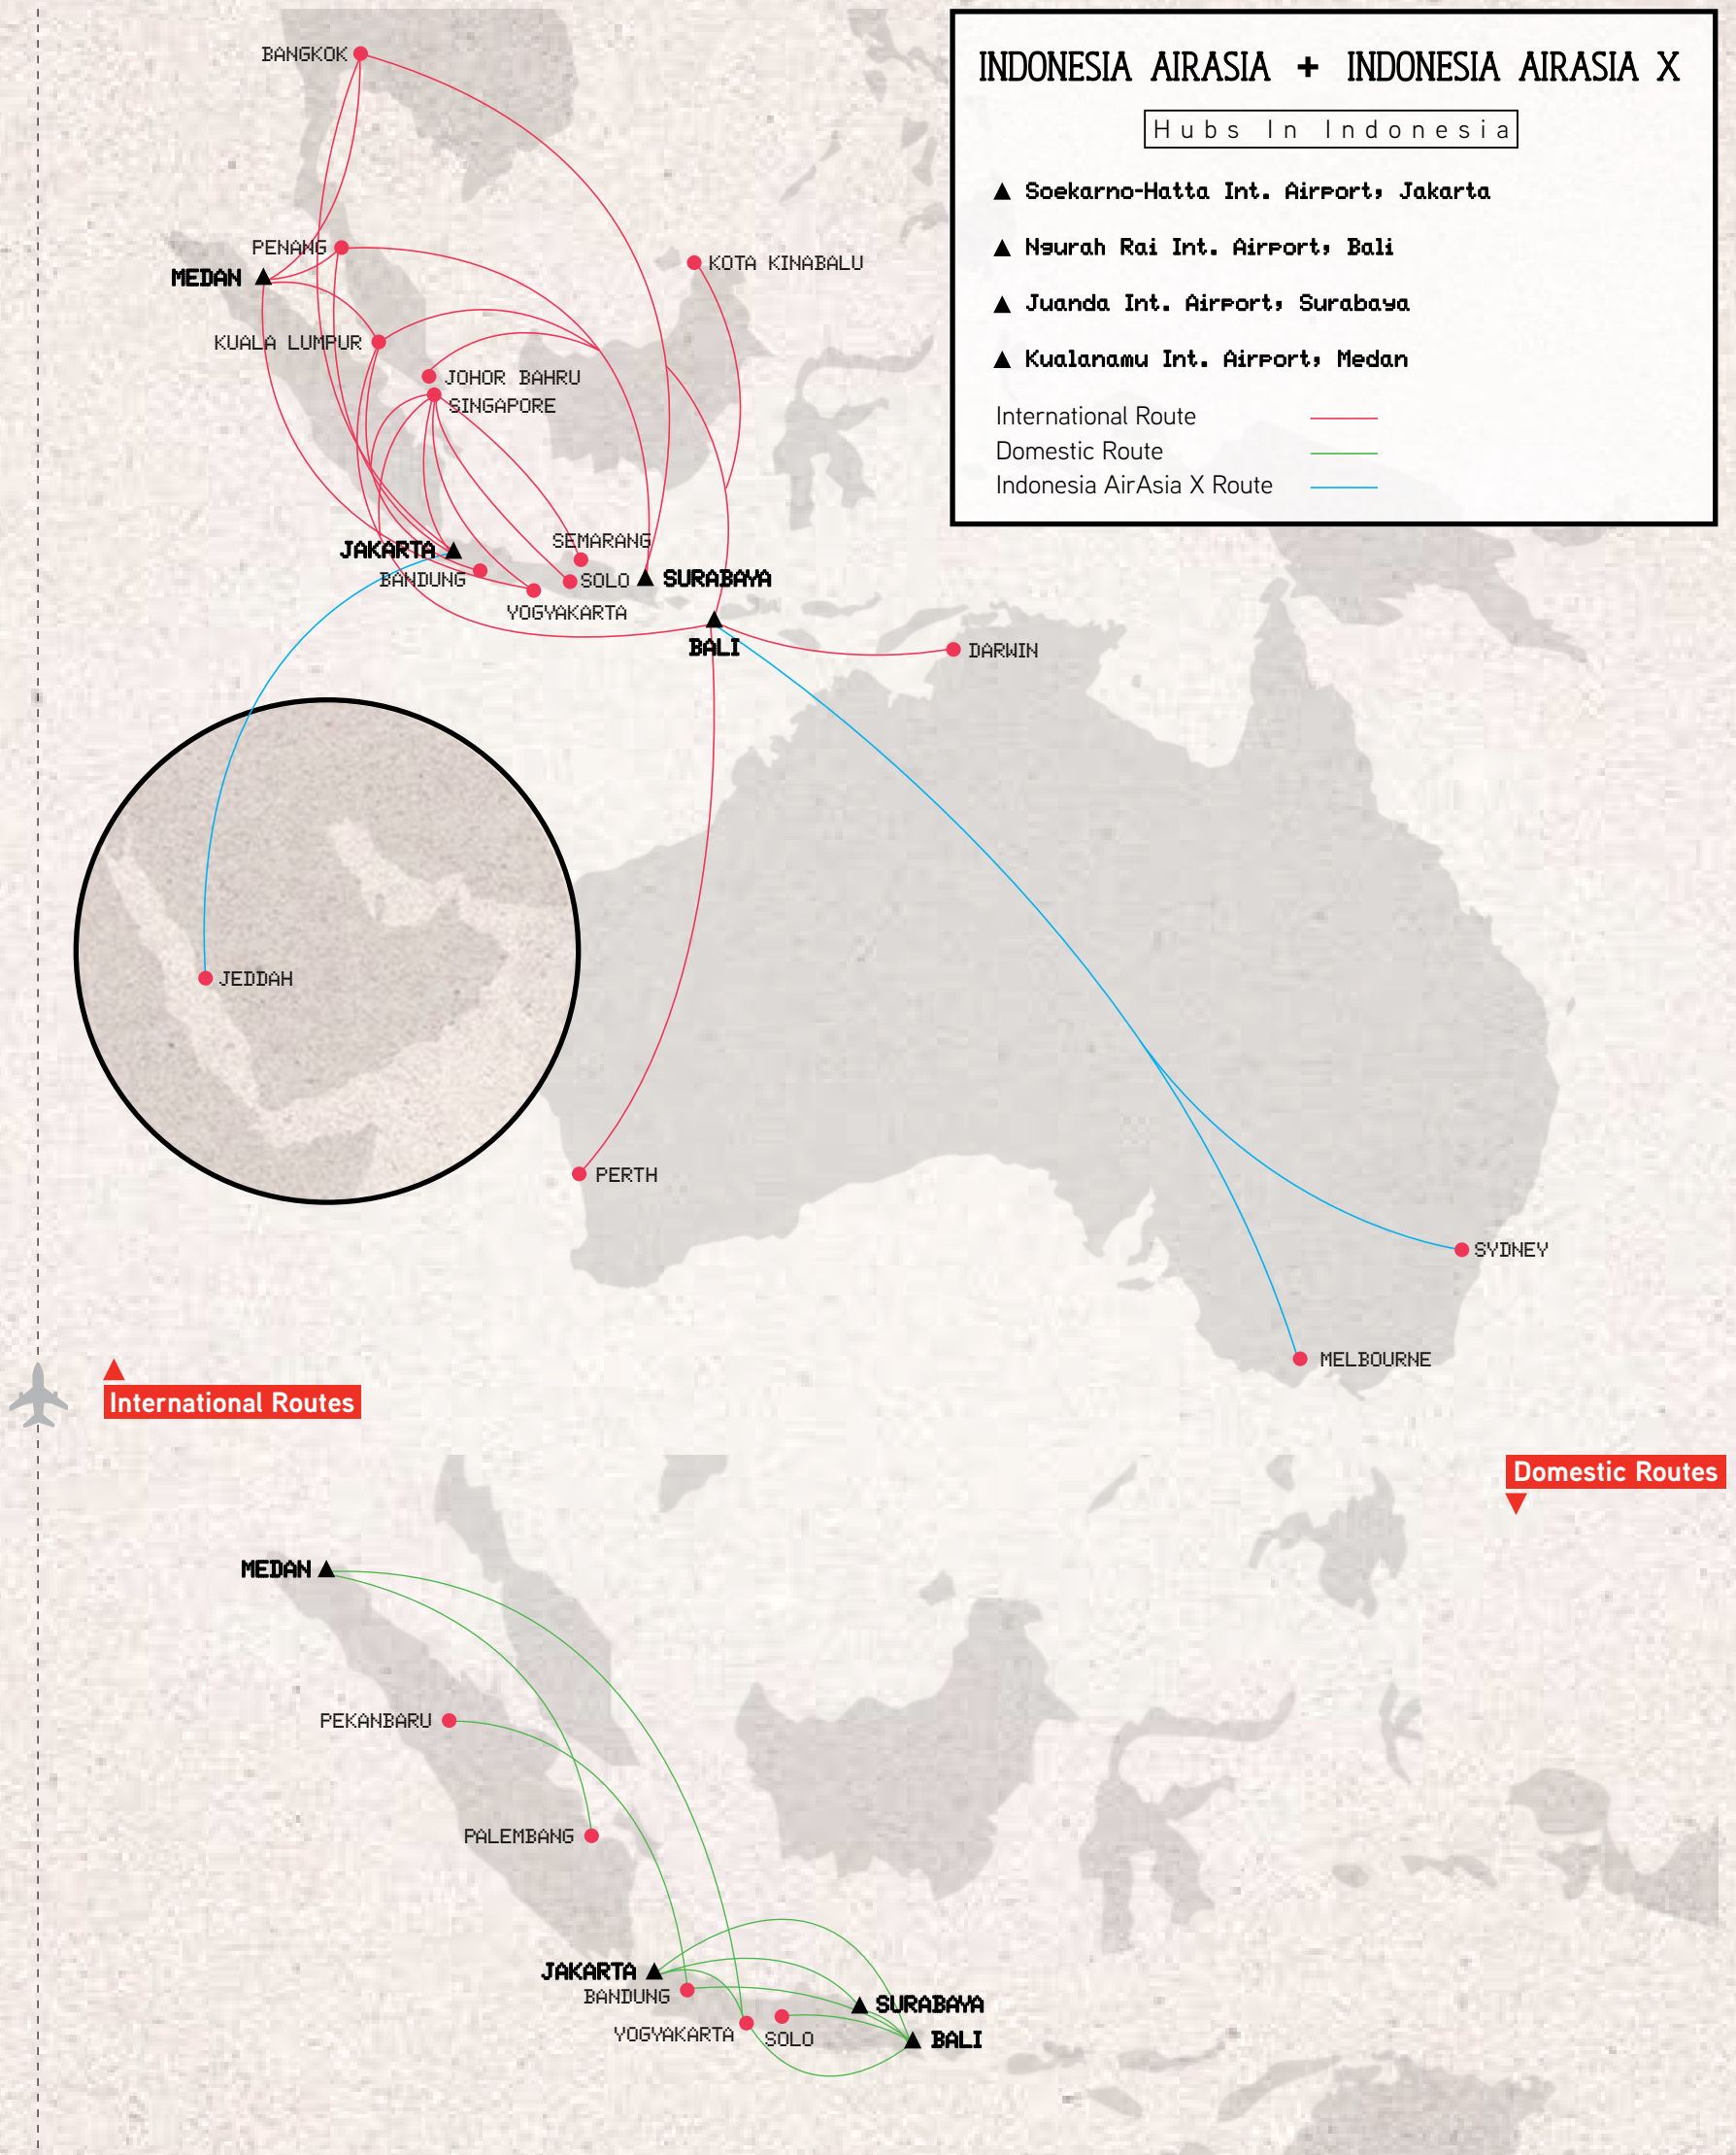 INDONESIA AIRASIA + INDONESIA AIRASIA X
Hubs In Indonesia
Soekarno-Hatta Int. Airport, Jakarta
Ngurah Rai Int. Airport, Bali
Juanda Int. Airport, Surabaya
Kualanamu Int. Airport, Medan
International Route
Domestic Route
Indonesia AirAsia X Route
BANGKOK
PENANG
KOTA KINABALU
MEDAN
KUALA LUMPUR
JOHOR BAHRU
SINGAPORE
SEMARANG
JAKARTA
BANDUNG
SOLO
SURABAYA
YOGYAKARTA
BALI
DARWIN
JEDDAH
PERTH
SYDNEY
MELBOURNE
International Routes
Domestic Routes
MEDAN
PEKANBARU
PALEMBANG
JAKARTA
BANDUNG
SURABAYA
YOGYAKARTA
SOLO
BALI